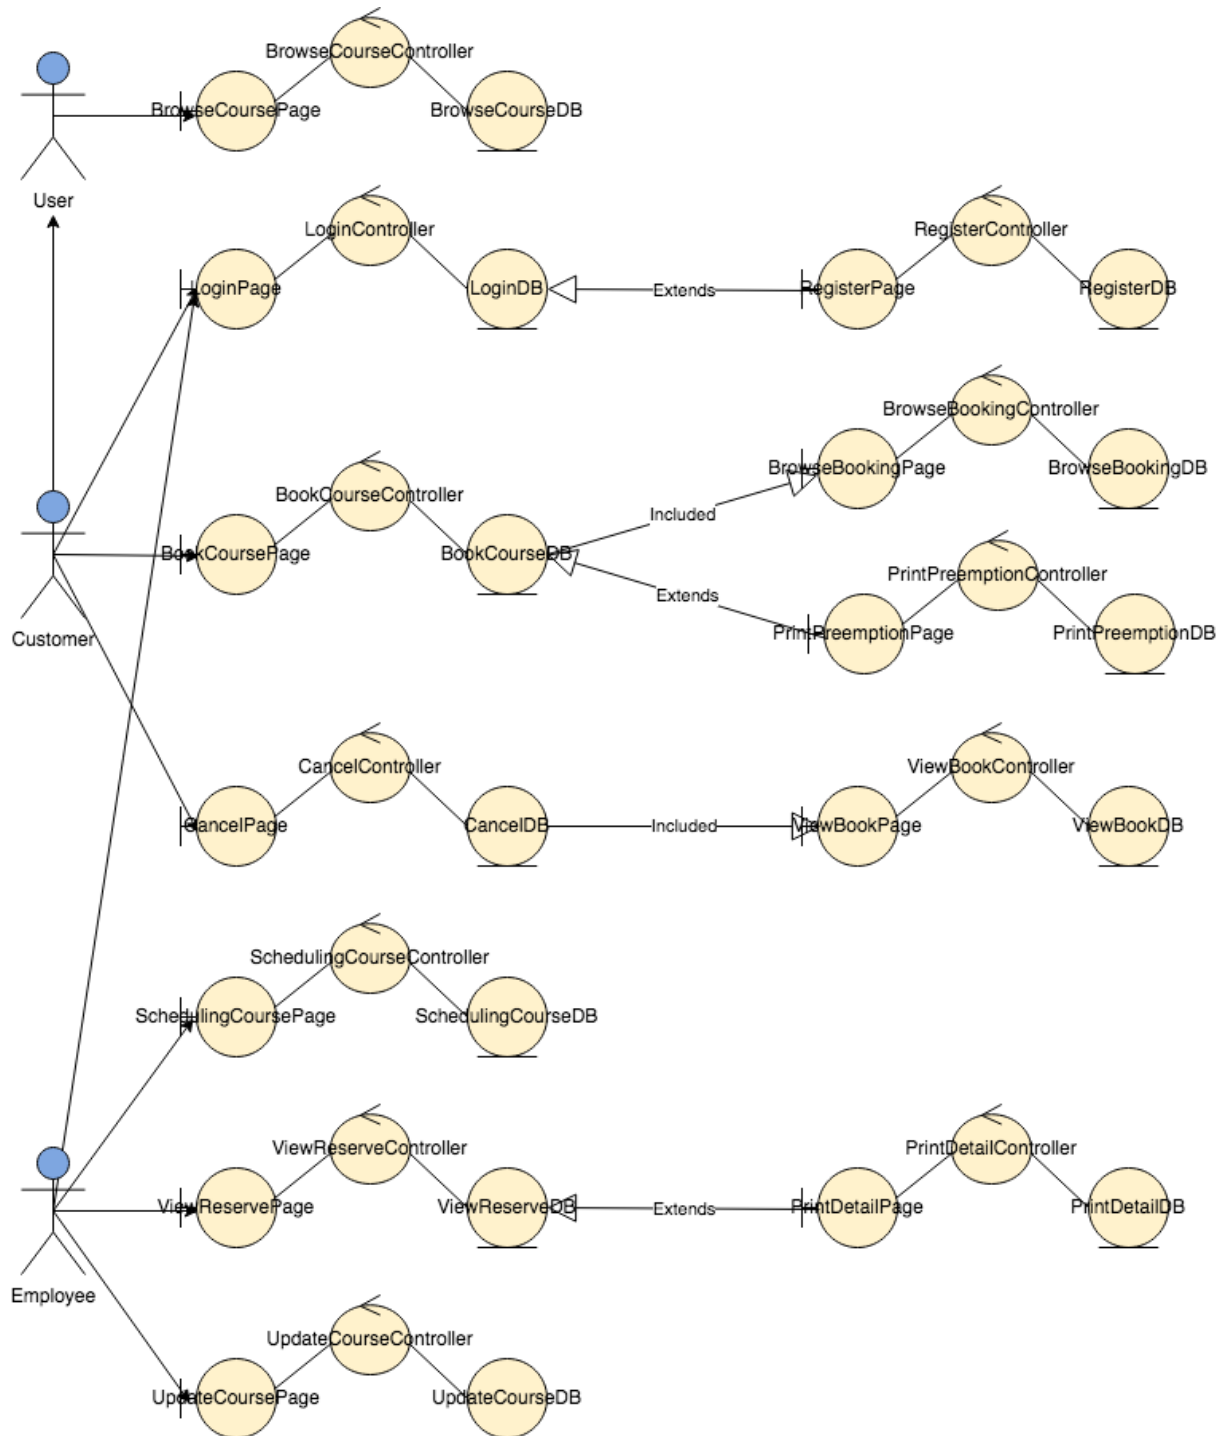 BrowseCourseController
BrowseCoursePage
BrowseCourseDB
User
LoginController
RegisterController
LoginPage
LoginDB
Extends
RegisterPage
RegisterDB
BrowseBookingController
BrowseBookingPage
BrowseBookingDB
BookCourseController
Included
BookCoursePage
BookCourseDB
PrintPreemptionController
Extends
Customer
PrintPreemptionPage
PrintPreemptionDB
CancelController
ViewBookController
CancelPage
CancelDB
Included
ViewBookPage
ViewBookDB
SchedulingCourseController
SchedulingCoursePage
SchedulingCourseDB
ViewReserveController
PrintDetailController
ViewReservePage
ViewReserveDB
Extends
PrintDetailPage
PrintDetailDB
Employee
UpdateCourseController
UpdateCoursePage
UpdateCourseDB